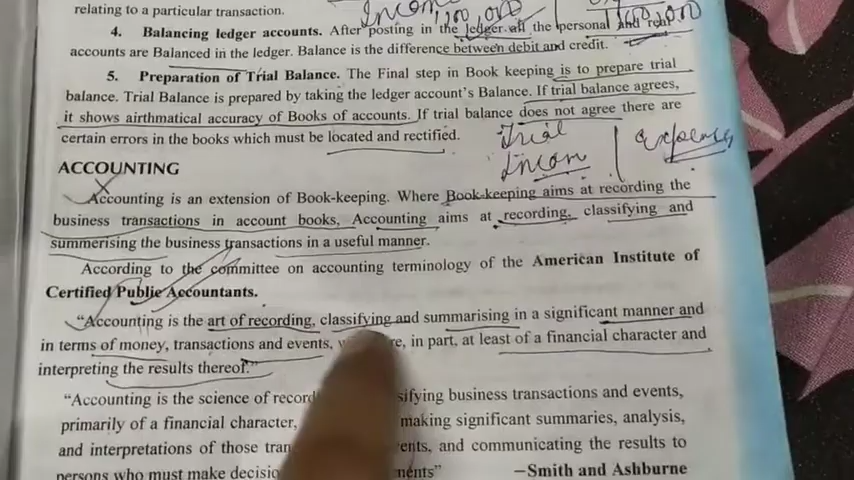 relating to a particular transaction.
Income
4. Balancing ledger accounts. After posting in the ledger all the personal and real
accounts are Balanced in the ledger. Balance is the difference between debit and credit.
5. Preparation of Trial Balance. The Final step in Book keeping is to prepare trial
balance. Trial Balance is prepared by taking the ledger account's Balance. If trial balance agrees,
it shows airthmatical accuracy of Books of accounts. If trial balance does not agree there are
certain errors in the books which must be located and rectified.
Trial
Incom
Expenses
ACCOUNTING
Accounting is an extension of Book-keeping. Where Book-keeping aims at recording the
business transactions in account books, Accounting aims at recording, classifying and
summerising the business transactions in a useful manner.
According to the committee on accounting terminology of the American Institute of
Certified Public Accountants.
"Accounting is the art of recording, classifying and summarising in a significant manner and
in terms of money, transactions and events, in part, at least of a financial character and
interpreting the results thereof."
"Accounting is the science of record sifying business transactions and events,
primarily of a financial character, making significant summaries, analysis,
and interpretations of those tran ents, and communicating the results to
persons who must make decisio ments"
–Smith and Ashburne